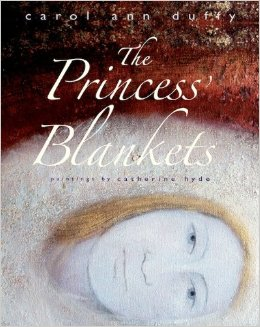 carol ann duffy
The
Princess'
Blankets
paintings by catherine hyde